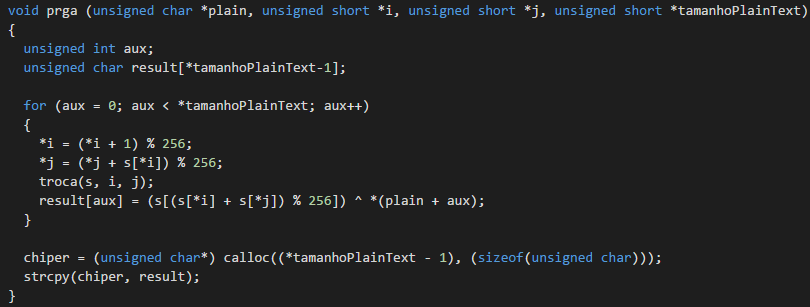 void prga (unsigned char *plain, unsigned short *i, unsigned short *j, unsigned short *tamanhoPlainText)
{
  unsigned int aux;
  unsigned char result[*tamanhoPlainText-1];

  for (aux = 0; aux < *tamanhoPlainText; aux++)
  {
    *i = (*i + 1) % 256;
    *j = (*j + s[*i]) % 256;
    troca(s, i, j);
    result[aux] = (s[(s[*i] + s[*j]) % 256]) ^ *(plain + aux);
  }

  chiper = (unsigned char*) calloc((*tamanhoPlainText - 1), (sizeof(unsigned char)));
  strcpy(chiper, result);
}